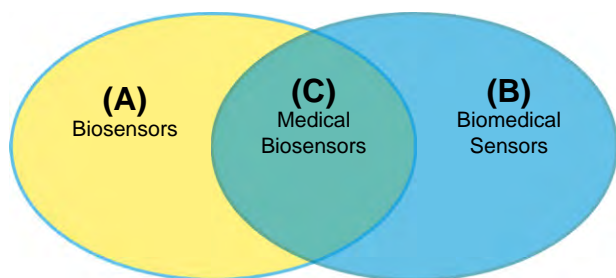 (A)
Biosensors
(C)
Medical
Biosensors
(B)
Biomedical
Sensors